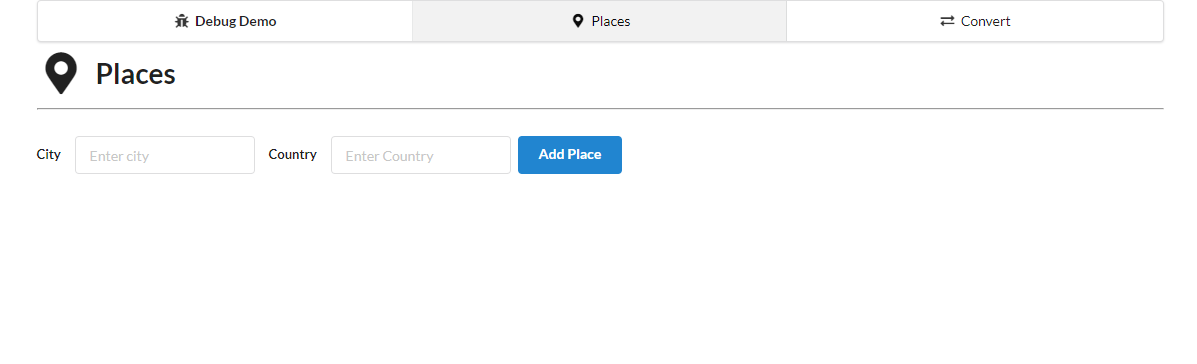 Debug Demo Places Convert
Places
City Enter city Country Enter Country Add Place